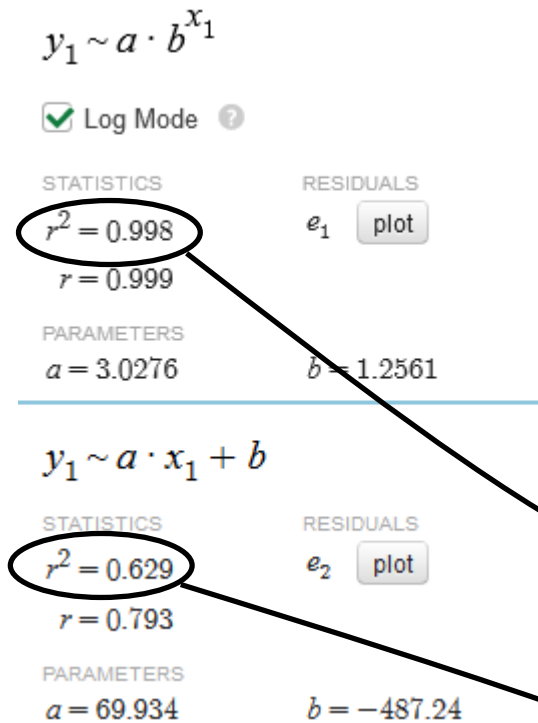 y₁ ~ a · b^x₁
Log Mode ?
STATISTICS RESIDUALS
r² = 0.998 e₁ plot
r = 0.999
PARAMETERS
a = 3.0276 b = 1.2561
y₁ ~ a · x₁ + b
STATISTICS RESIDUALS
r² = 0.629 e₂ plot
r = 0.793
PARAMETERS
a = 69.934 b = −487.24